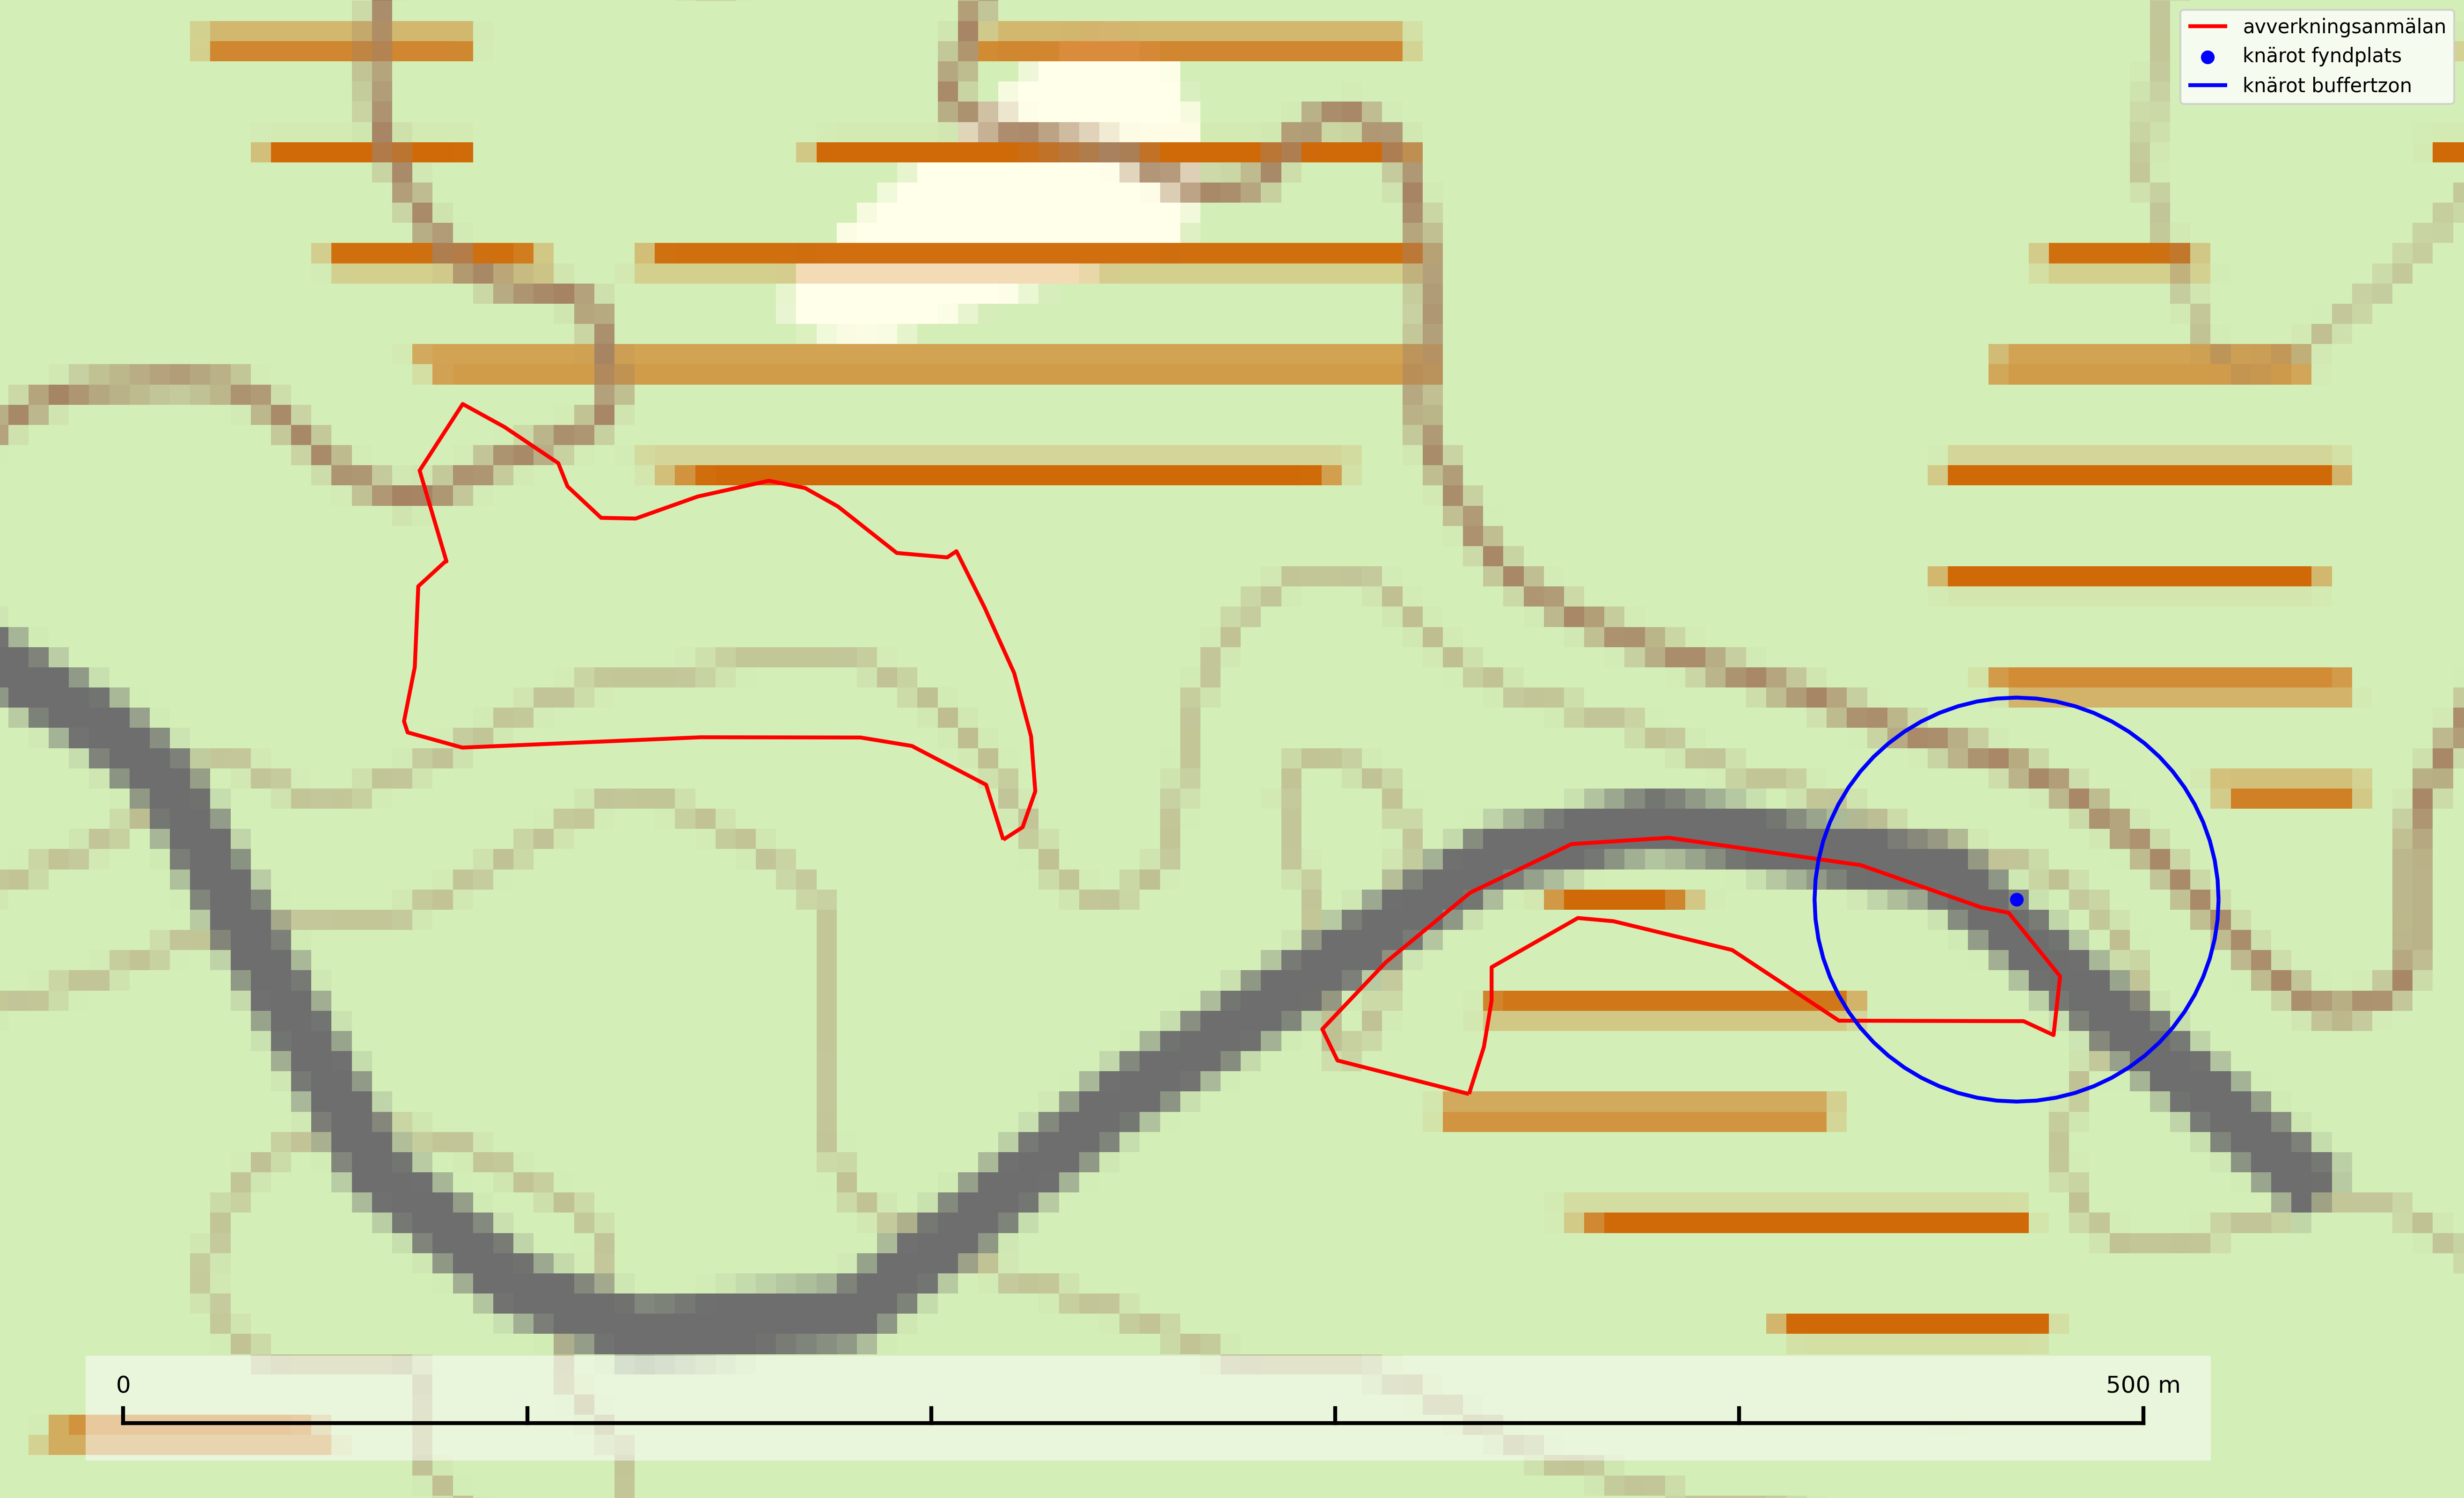 avverkningsanmälan
knärot fyndplats
knärot buffertzon
0
500 m